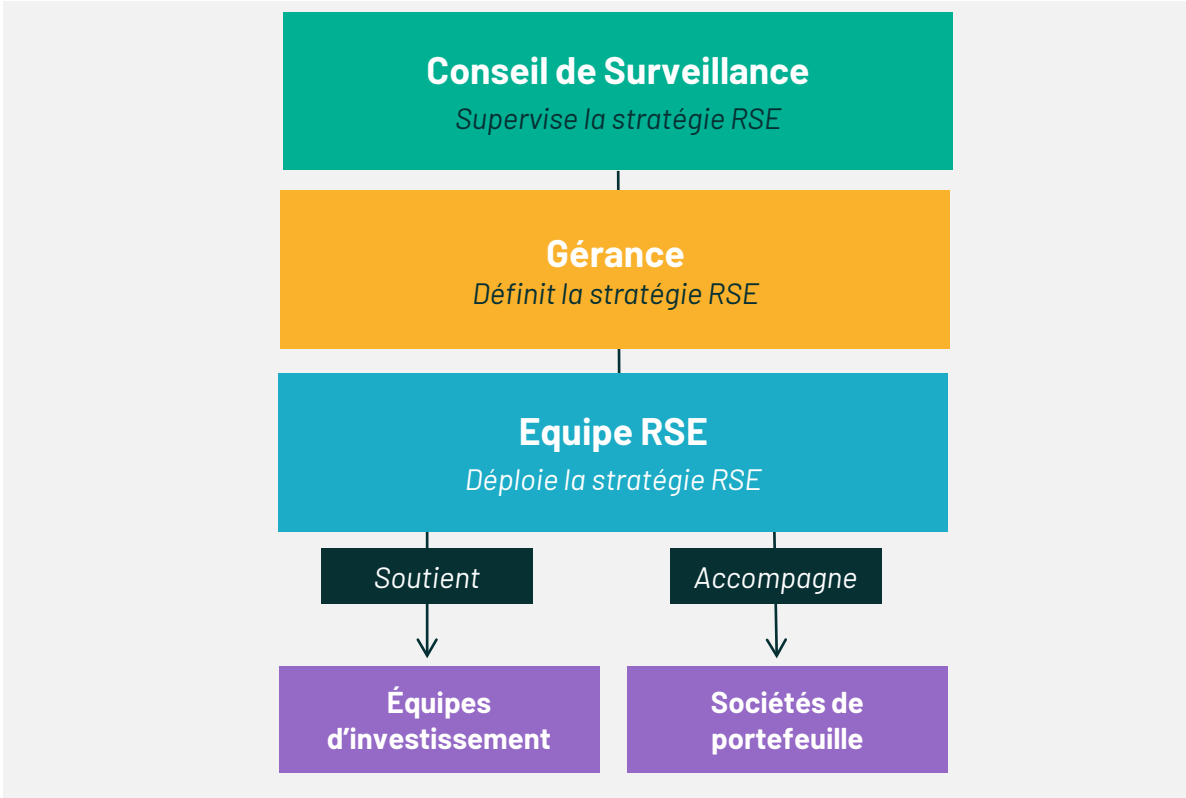 Conseil de Surveillance
Supervise la stratégie RSE
Gérance
Définit la stratégie RSE
Equipe RSE
Déploie la stratégie RSE
Soutient
Accompagne
Équipes
d’investissement
Sociétés de
portefeuille